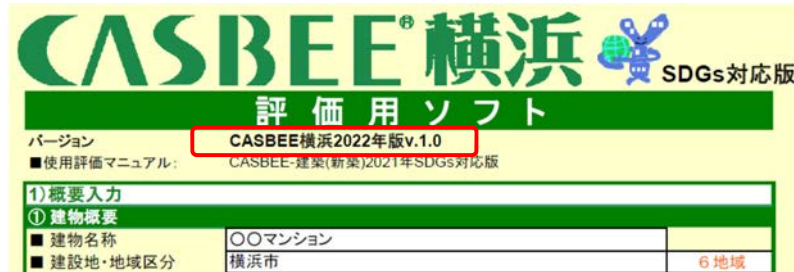 CASBEE®横浜 SDGs対応版
評価用ソフト
バージョン CASBEE横浜2022年版v.1.0
■使用評価マニュアル: CASBEE-建築(新築)2021年SDGs対応版
1)概要入力
① 建物概要
■ 建物名称 〇〇マンション
■ 建設地・地域区分 横浜市 6地域